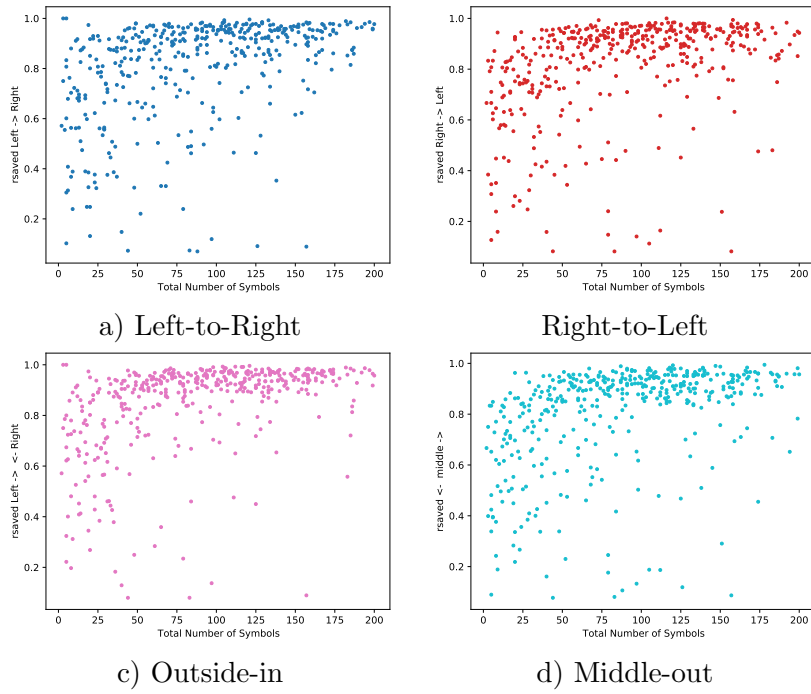 1.0
0.8
0.6
0.4
0.2
rsaved Left -> Right
0 25 50 75 100 125 150 175 200
Total Number of Symbols
a) Left-to-Right
1.0
0.8
0.6
0.4
0.2
rsaved Right -> Left
0 25 50 75 100 125 150 175 200
Total Number of Symbols
Right-to-Left
1.0
0.8
0.6
0.4
0.2
rsaved Left -> <- Right
0 25 50 75 100 125 150 175 200
Total Number of Symbols
c) Outside-in
1.0
0.8
0.6
0.4
0.2
rsaved <- middle ->
0 25 50 75 100 125 150 175 200
Total Number of Symbols
d) Middle-out